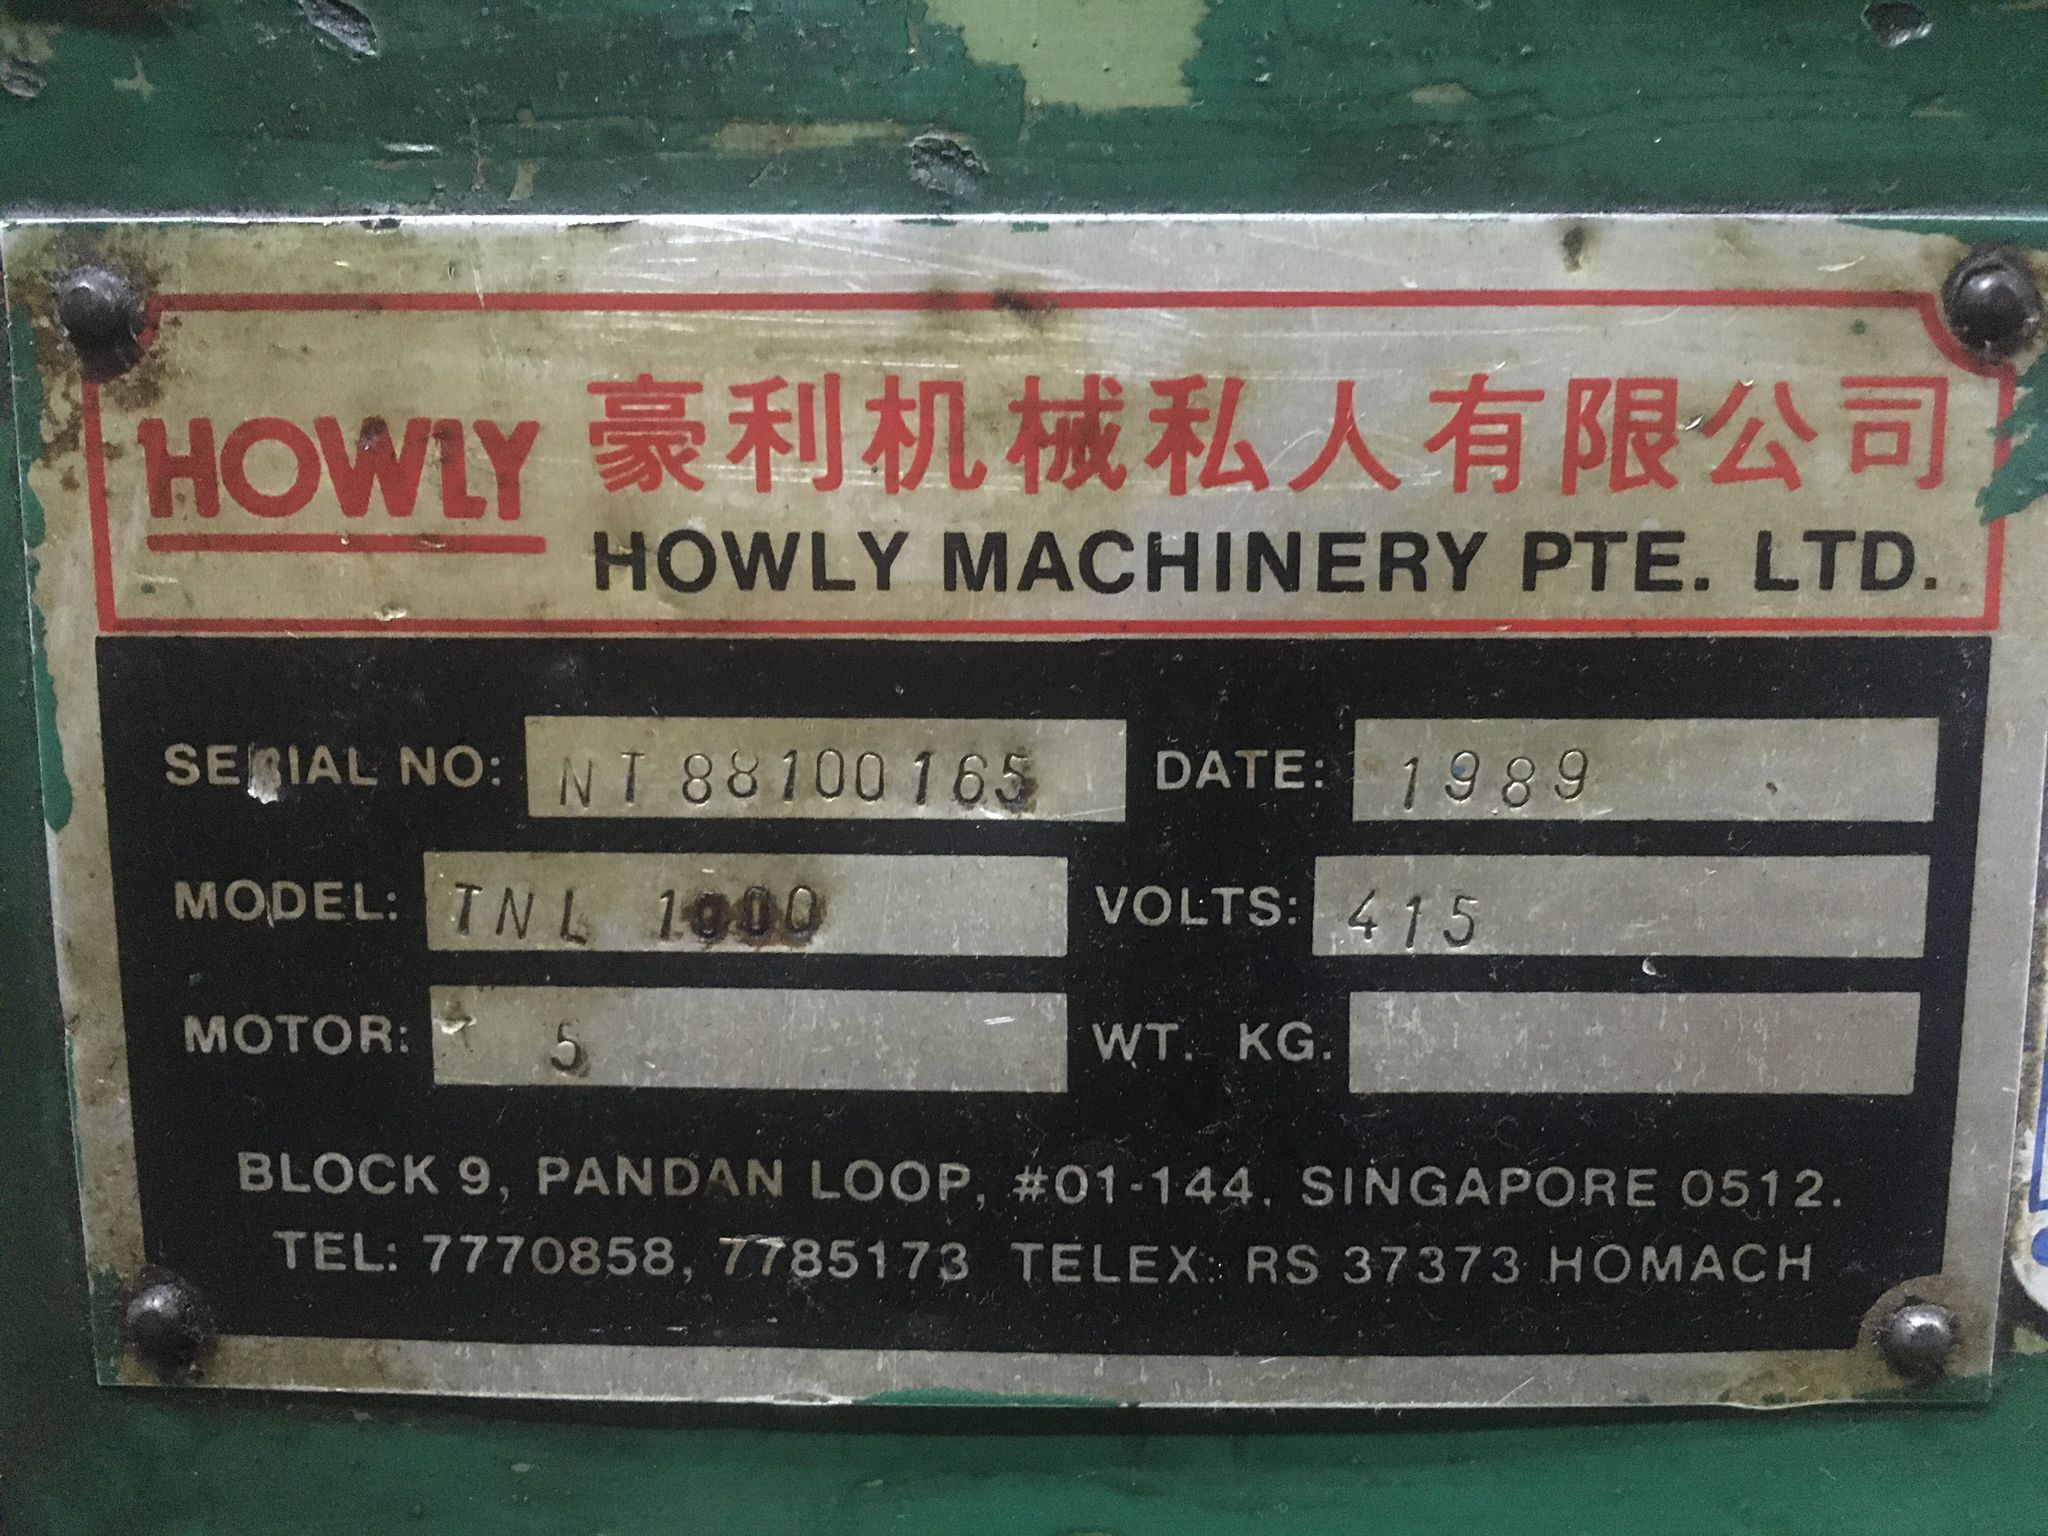 HOWLY 豪利机械私人有限公司
HOWLY MACHINERY PTE. LTD.
SERIAL NO: NT 88100165 DATE: 1989
MODEL: TNL 1000 VOLTS: 415
MOTOR: 5 WT. KG.
BLOCK 9, PANDAN LOOP, #01-144, SINGAPORE 0512.
TEL: 7770858, 7785173 TELEX: RS 37373 HOMACH